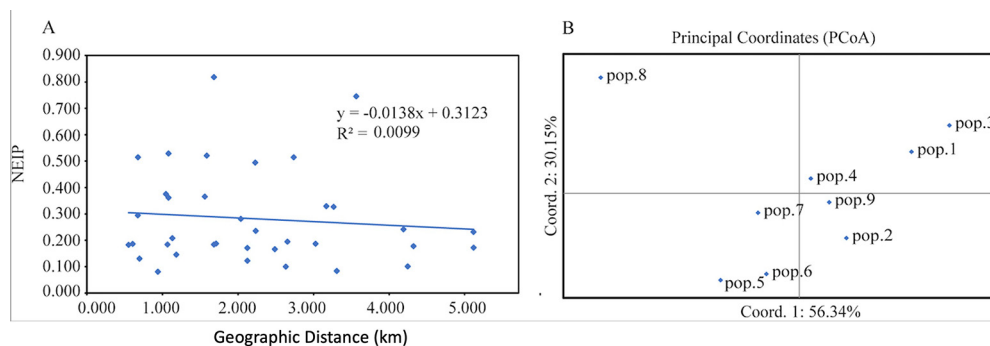 A
0.900
0.800
0.700
0.600
0.500
0.400
0.300
0.200
0.100
0.000
NEIP
y = -0.0138x + 0.3123
R² = 0.0099
0.000 1.000 2.000 3.000 4.000 5.000
Geographic Distance (km)
B
Principal Coordinates (PCoA)
Coord. 2: 30.15%
pop.8
pop.3
pop.1
pop.4
pop.9
pop.7
pop.2
pop.6
pop.5
Coord. 1: 56.34%